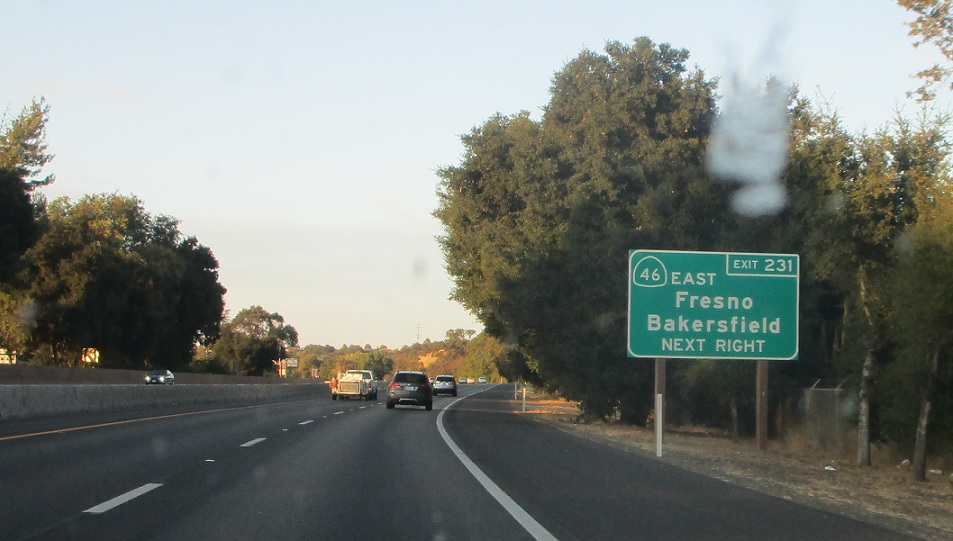 EXIT 231
46 EAST
Fresno
Bakersfield
NEXT RIGHT